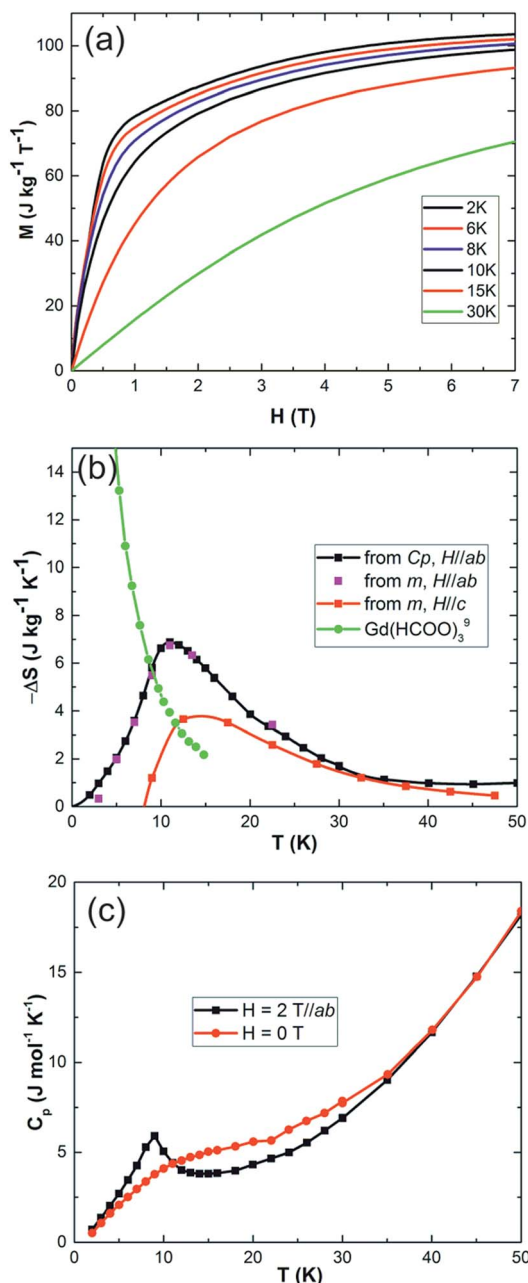 (a)
M (J kg⁻¹ T⁻¹)
100
80
60
40
20
0
2K
6K
8K
10K
15K
30K
0 1 2 3 4 5 6 7
H (T)
(b)
−ΔS (J kg⁻¹ K⁻¹)
14
12
10
8
6
4
2
0
from Cp, H//ab
from m, H//ab
from m, H//c
Gd(HCOO)₃⁹
0 10 20 30 40 50
T (K)
(c)
Cₚ (J mol⁻¹ K⁻¹)
20
15
10
5
0
H = 2 T//ab
H = 0 T
0 10 20 30 40 50
T (K)